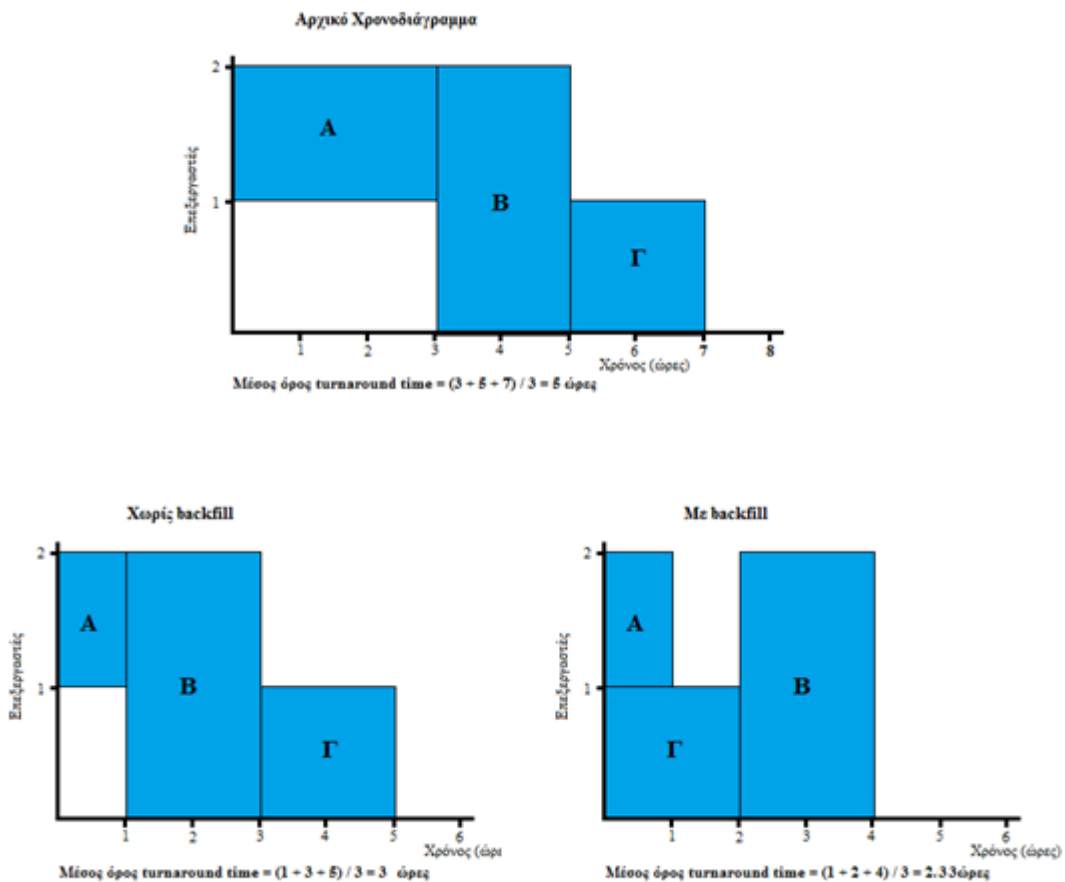 Αρχικό Χρονοδιάγραμμα
2
A
Επεξεργαστές
1
B
Γ
1 2 3 4 5 6 7 8
Χρόνος (ώρες)
Μέσος όρος turnaround time = (3 + 5 + 7) / 3 = 5 ώρες
Χωρίς backfill
2
A
Επεξεργαστές
1
B
Γ
1 2 3 4 5 6
Χρόνος (ώρε
Μέσος όρος turnaround time = (1 + 3 + 5) / 3 = 3 ώρες
Με backfill
2
A
Επεξεργαστές
1
B
Γ
1 2 3 4 5 6
Χρόνος (ώρες)
Μέσος όρος turnaround time = (1 + 2 + 4) / 3 = 2.33ώρες